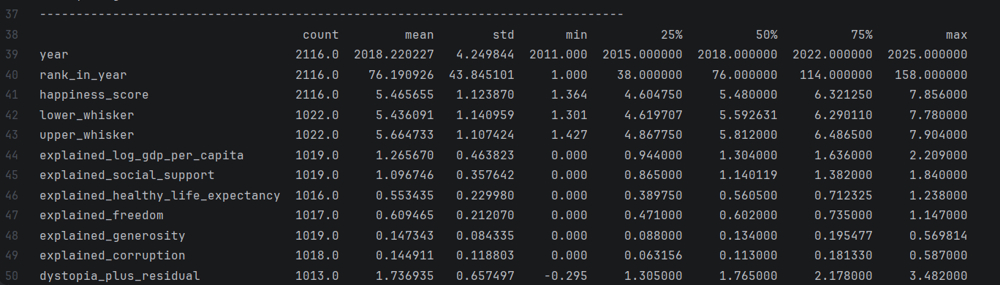 37 --------------------------------------------------------------------------------
38 count mean std min 25% 50% 75% max
39 year 2116.0 2018.220227 4.249844 2011.000 2015.000000 2018.000000 2022.000000 2025.000000
40 rank_in_year 2116.0 76.190926 43.845101 1.000 38.000000 76.000000 114.000000 158.000000
41 happiness_score 2116.0 5.465655 1.123870 1.364 4.604750 5.480000 6.321250 7.856000
42 lower_whisker 1022.0 5.436091 1.140959 1.301 4.619707 5.592631 6.290110 7.780000
43 upper_whisker 1022.0 5.664733 1.107424 1.427 4.867750 5.812000 6.486500 7.904000
44 explained_log_gdp_per_capita 1019.0 1.265670 0.463823 0.000 0.944000 1.304000 1.636000 2.209000
45 explained_social_support 1019.0 1.096746 0.357642 0.000 0.865000 1.140119 1.382000 1.840000
46 explained_healthy_life_expectancy 1016.0 0.553435 0.229980 0.000 0.389750 0.560505 0.712325 1.238000
47 explained_freedom 1017.0 0.609465 0.212070 0.000 0.471000 0.602000 0.735000 1.147000
48 explained_generosity 1019.0 0.147343 0.084335 0.000 0.088000 0.134000 0.195477 0.569814
49 explained_corruption 1018.0 0.144911 0.118803 0.000 0.063156 0.113000 0.181330 0.587000
50 dystopia_plus_residual 1013.0 1.736935 0.657497 -0.295 1.305000 1.765000 2.178000 3.482000